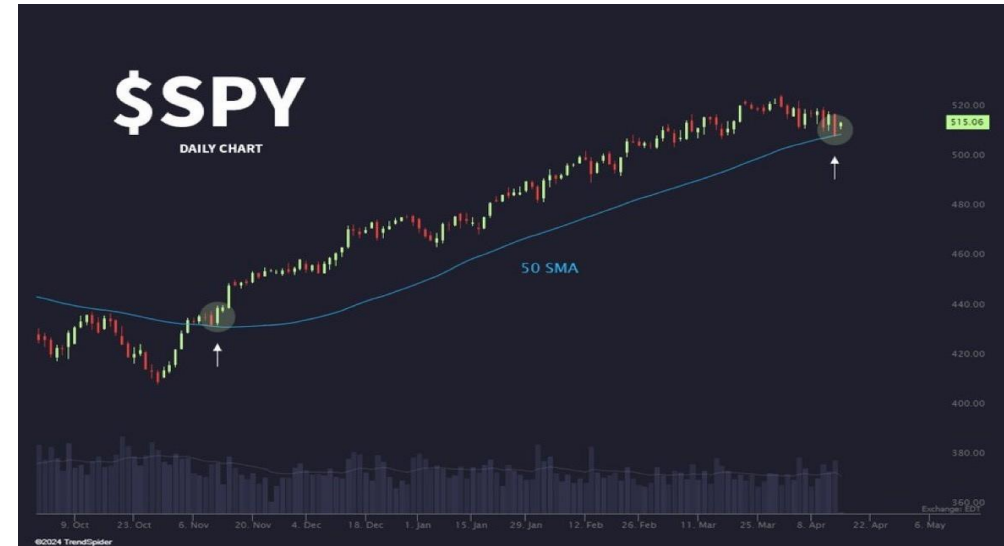 $SPY
DAILY CHART
520.00
515.06
500.00
480.00
460.00
50 SMA
440.00
420.00
400.00
380.00
360.00
Exchange: EDT
9. Oct 23. Oct 6. Nov 20. Nov 4. Dec 18. Dec 1. Jan 15. Jan 29. Jan 12. Feb 26. Feb 11. Mar 25. Mar 8. Apr 22. Apr 6. May
©2024 TrendSpider